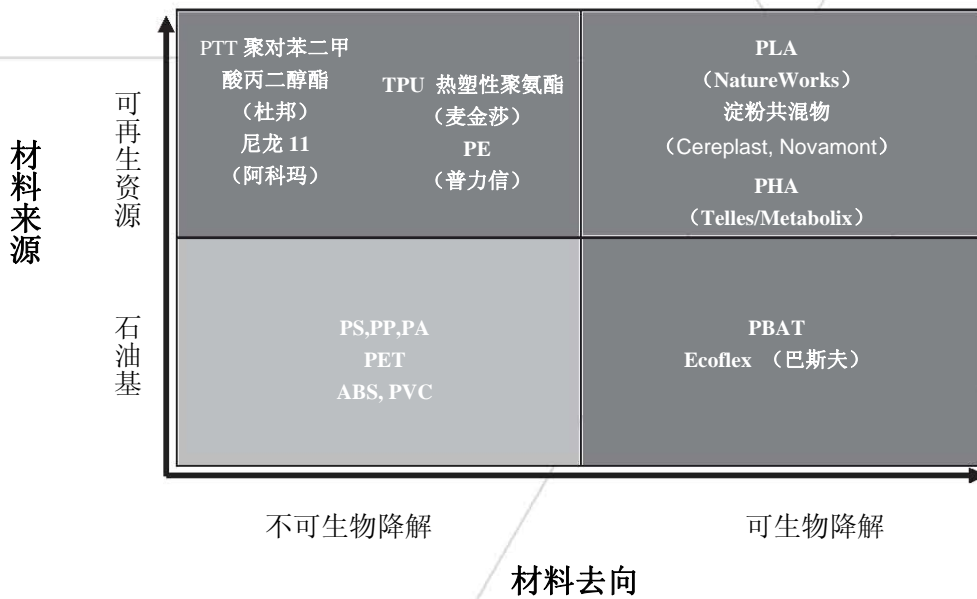 材料来源
可再生资源
PTT 聚对苯二甲
酸丙二醇酯
（杜邦）
尼龙 11
（阿科玛）
TPU 热塑性聚氨酯
（麦金莎）
PE
（普力信）
PLA
（NatureWorks）
淀粉共混物
（Cereplast, Novamont）
PHA
（Telles/Metabolix）
石油基
PS,PP,PA
PET
ABS, PVC
PBAT
Ecoflex （巴斯夫）
不可生物降解
可生物降解
材料去向